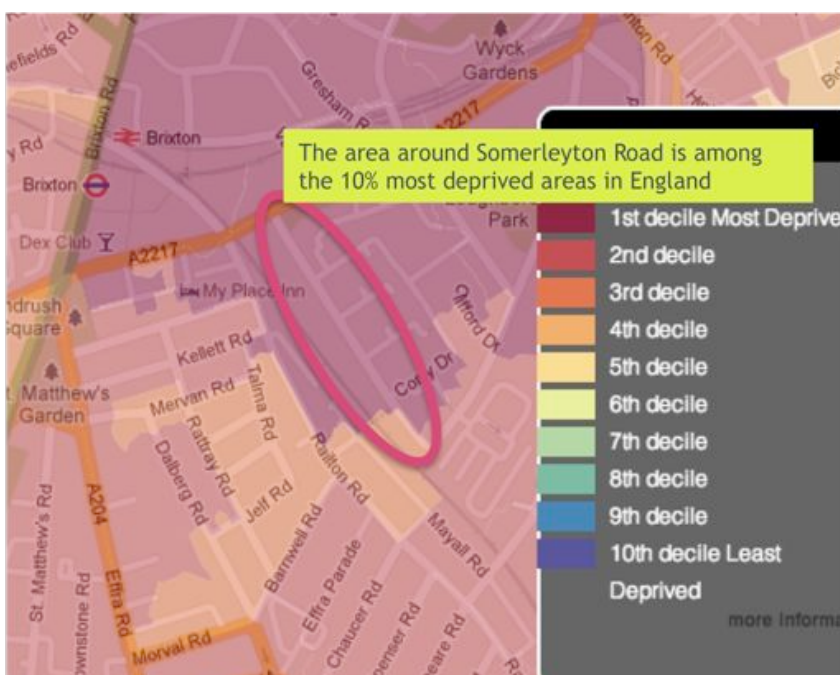 Wyck
Gardens
Brixton Rd
A2217
Brixton
The area around Somerleyton Road is among
the 10% most deprived areas in England
Brixton
Park
1st decile Most Deprive
Dex Club
A2217
2nd decile
My Place Inn
3rd decile
Clifford Dr
4th decile
Kellett Rd
5th decile
Matthew's
Garden
Mervan Rd
Talma Rd
6th decile
Rattray Rd
7th decile
Dalberg Rd
Railton Rd
8th decile
Jelf Rd
A204
9th decile
Mayall Rd
10th decile Least
Deprived
St. Matthew's Rd
Barnwell Rd
Effra Parade
Effra Rd
Chaucer Rd
more informa
Morval Rd